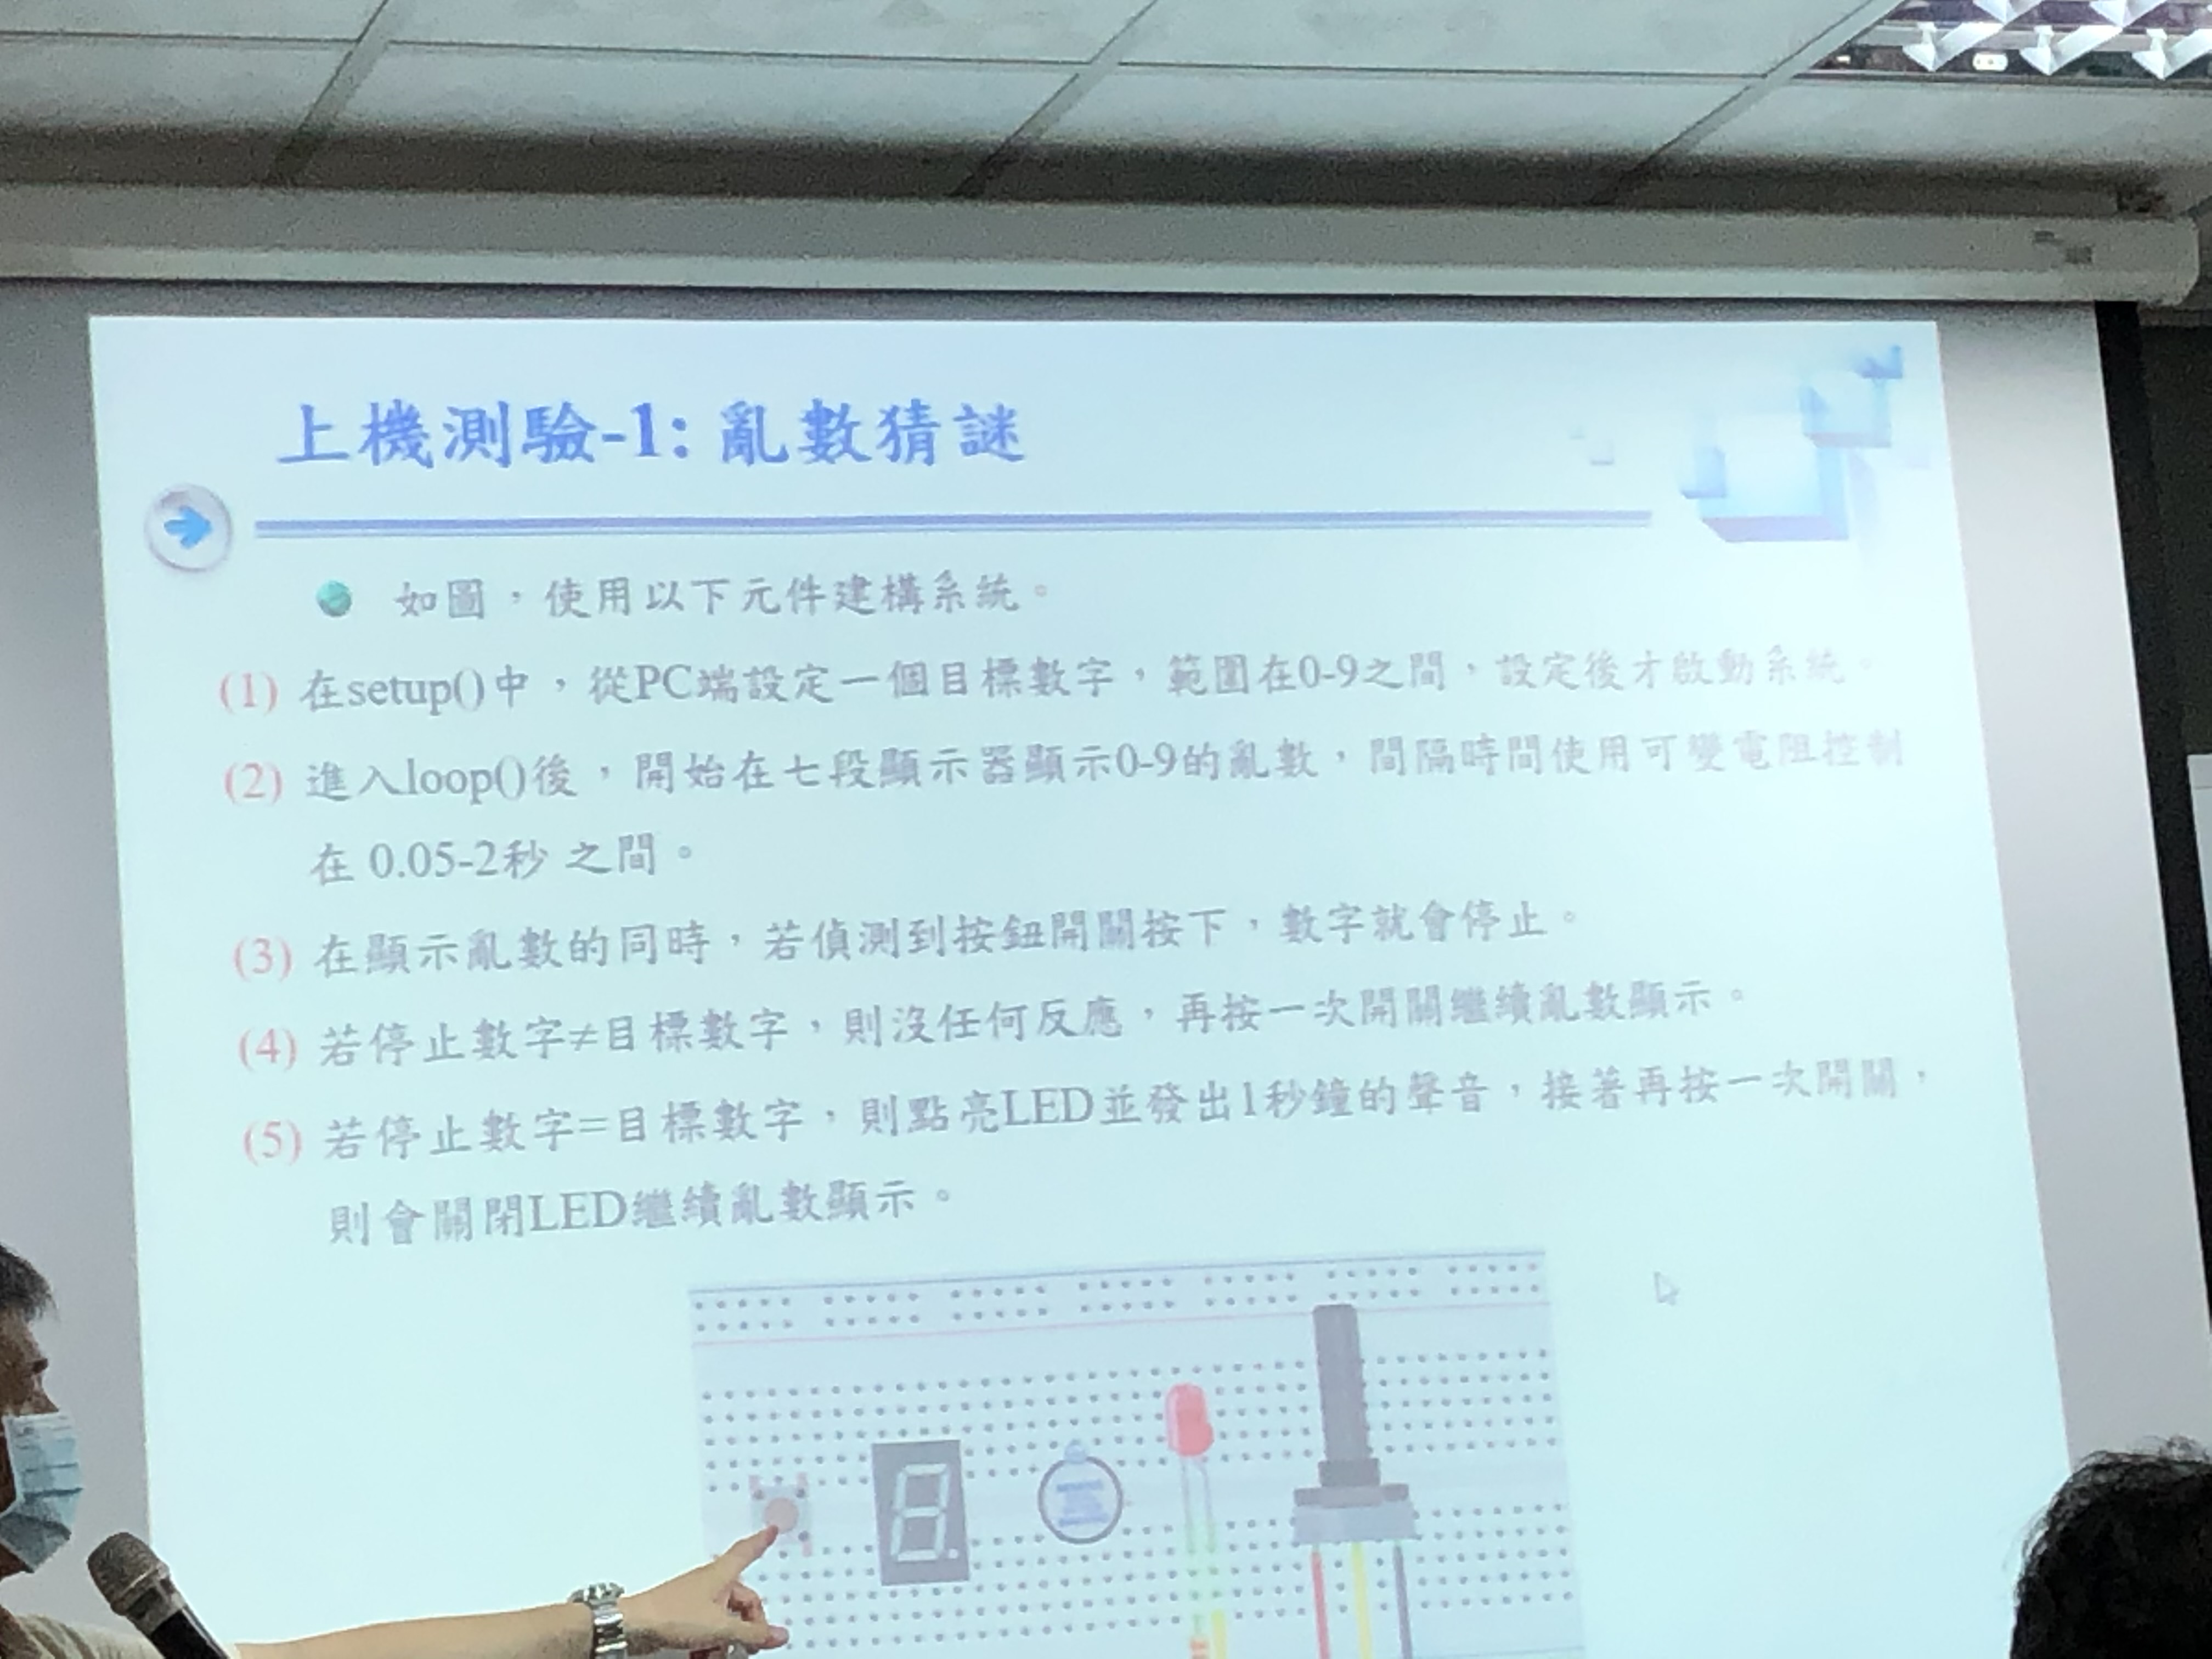 上機測驗-1: 亂數猜謎
如圖，使用以下元件建構系統。
(1) 在setup()中，從PC端設定一個目標數字，範圍在0-9之間，設定後才啟動系統。
(2) 進入loop()後，開始在七段顯示器顯示0-9的亂數，間隔時間使用可變電阻控制
在 0.05-2秒 之間。
(3) 在顯示亂數的同時，若偵測到按鈕開關按下，數字就會停止。
(4) 若停止數字≠目標數字，則沒任何反應，再按一次開關繼續亂數顯示。
(5) 若停止數字=目標數字，則點亮LED並發出1秒鐘的聲音，接著再按一次開關，
則會關閉LED繼續亂數顯示。